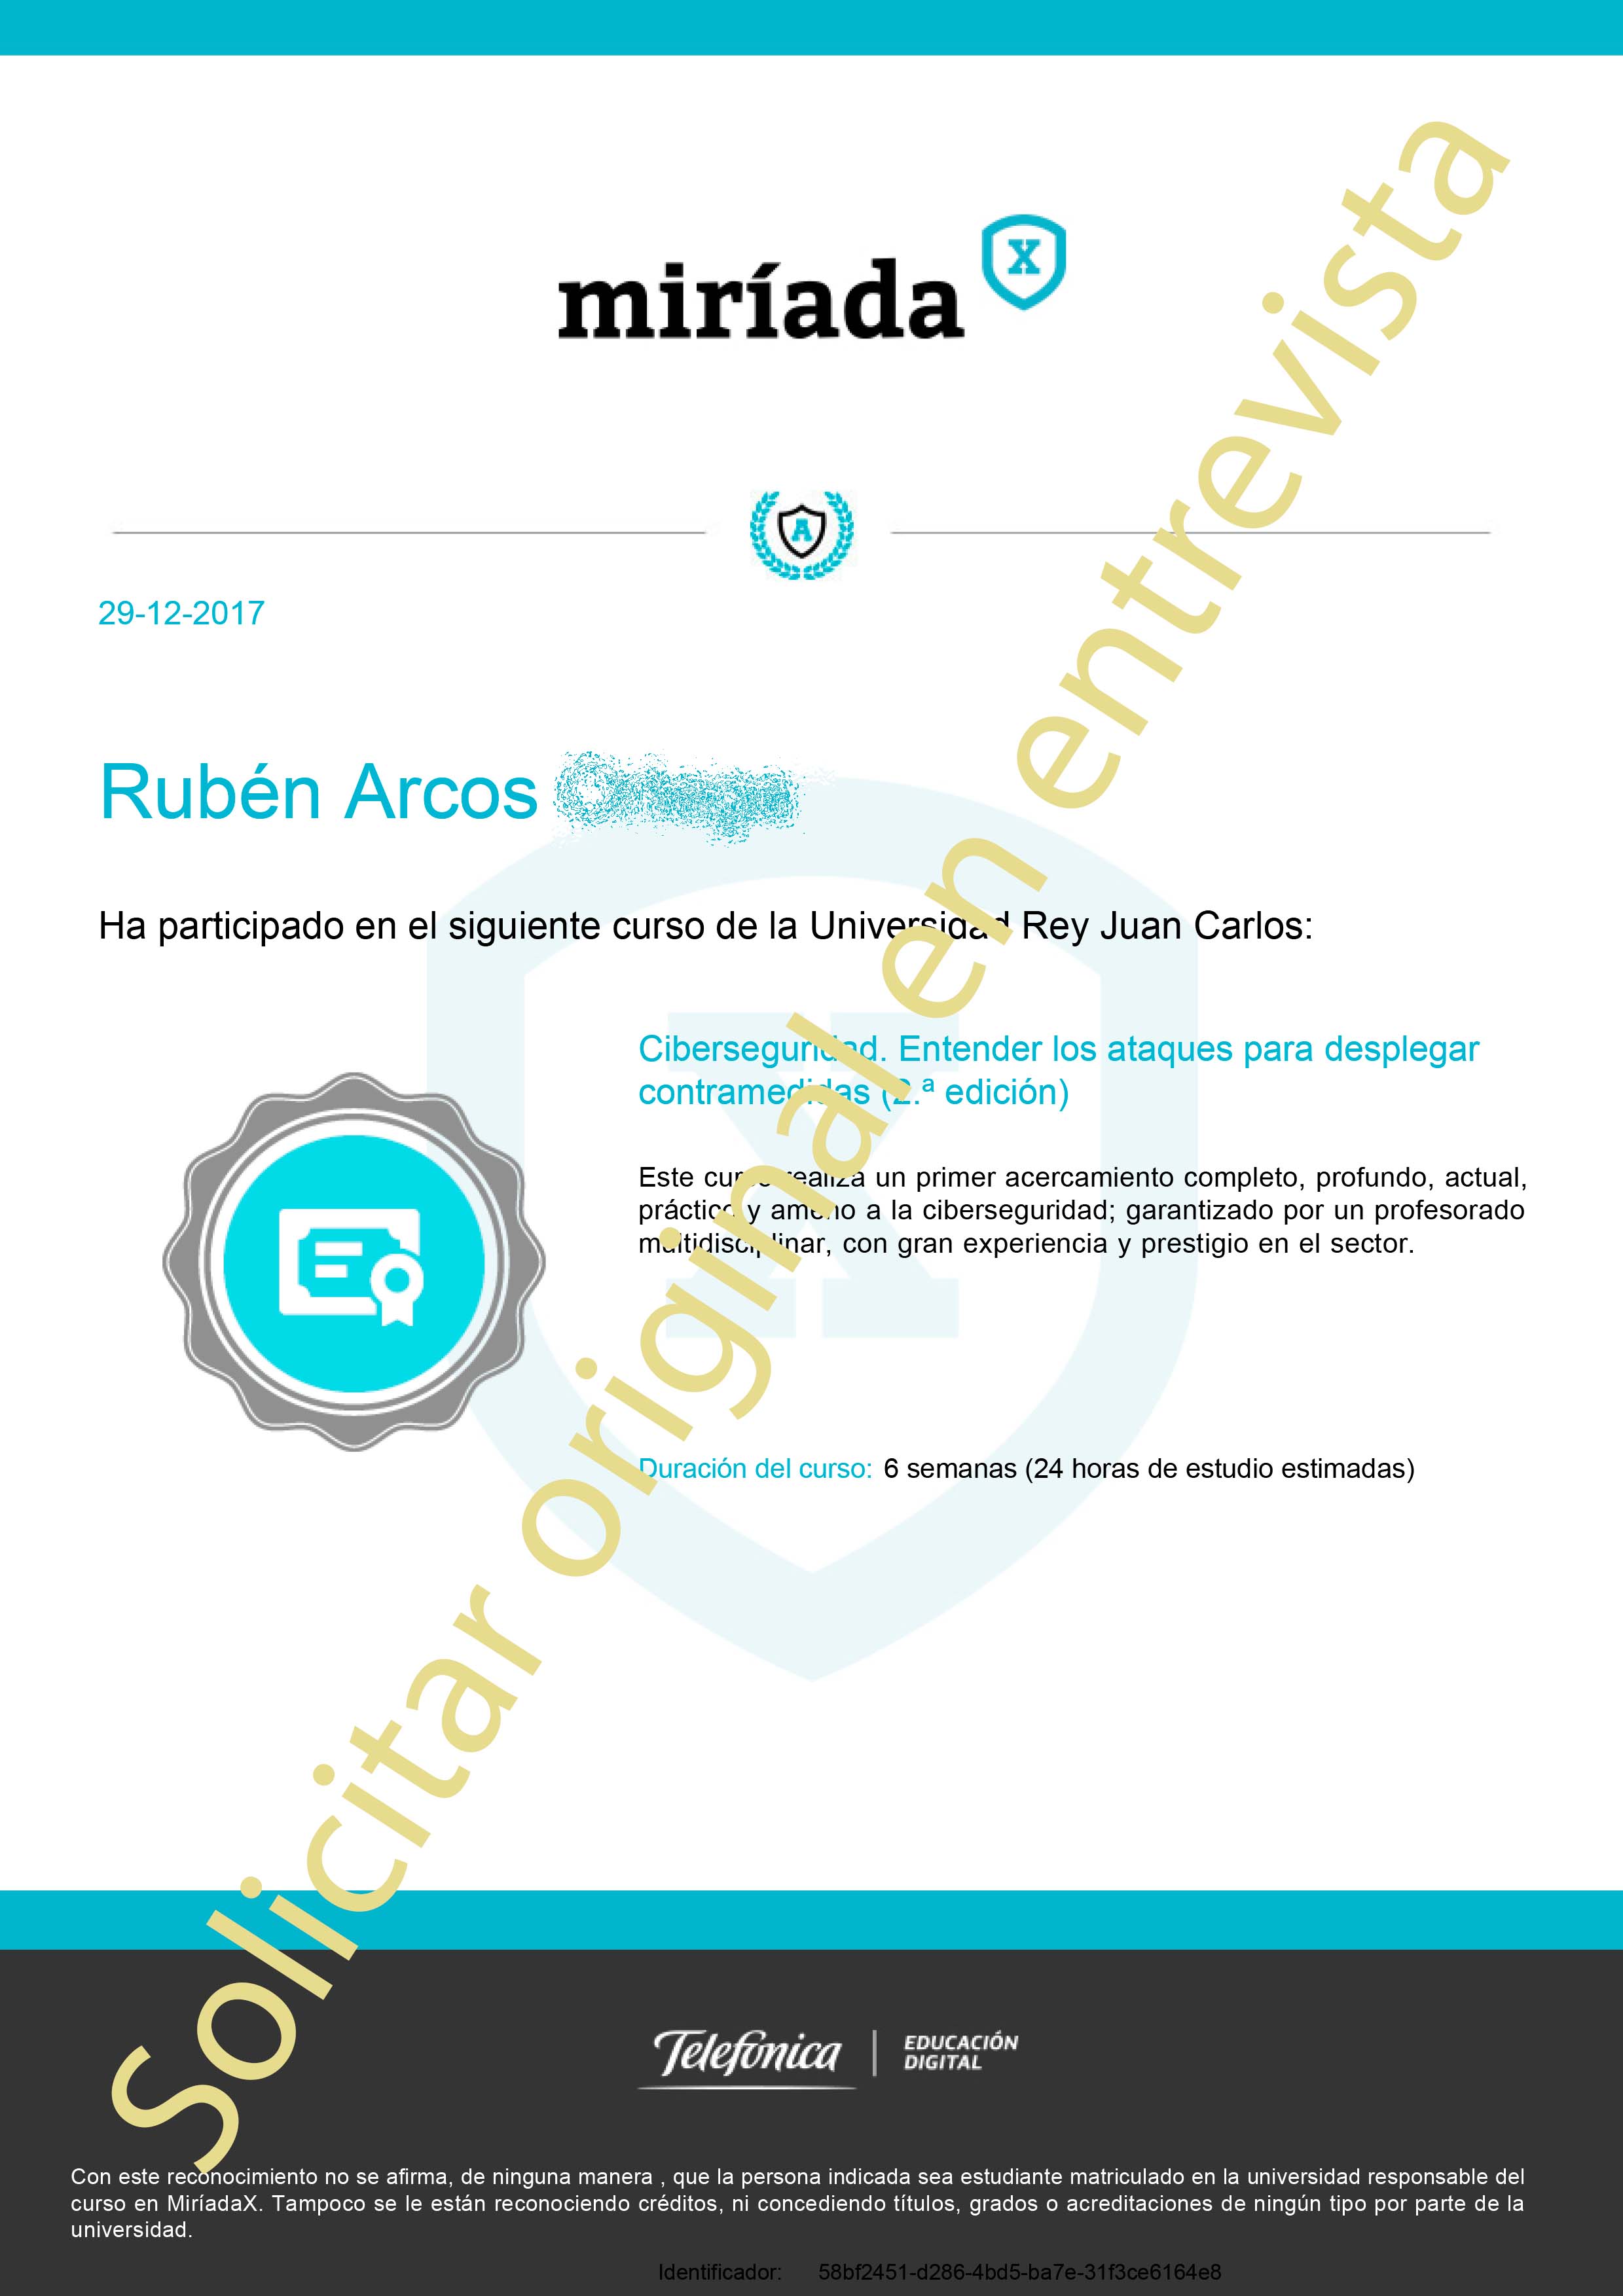 miríada X
A
29-12-2017
Rubén Arcos
Ha participado en el siguiente curso de la Universidad Rey Juan Carlos:
Ciberseguridad. Entender los ataques para desplegar
contramedidas (2.ª edición)
Este curso realiza un primer acercamiento completo, profundo, actual,
práctico y ameno a la ciberseguridad; garantizado por un profesorado
multidisciplinar, con gran experiencia y prestigio en el sector.
Duración del curso: 6 semanas (24 horas de estudio estimadas)
Solicitar original en entrevista
Telefónica
EDUCACIÓN
DIGITAL
Con este reconocimiento no se afirma, de ninguna manera , que la persona indicada sea estudiante matriculado en la universidad responsable del
curso en MiríadaX. Tampoco se le están reconociendo créditos, ni concediendo títulos, grados o acreditaciones de ningún tipo por parte de la
universidad.
Identificador: 58bf2451-d286-4bd5-ba7e-31f3ce6164e8